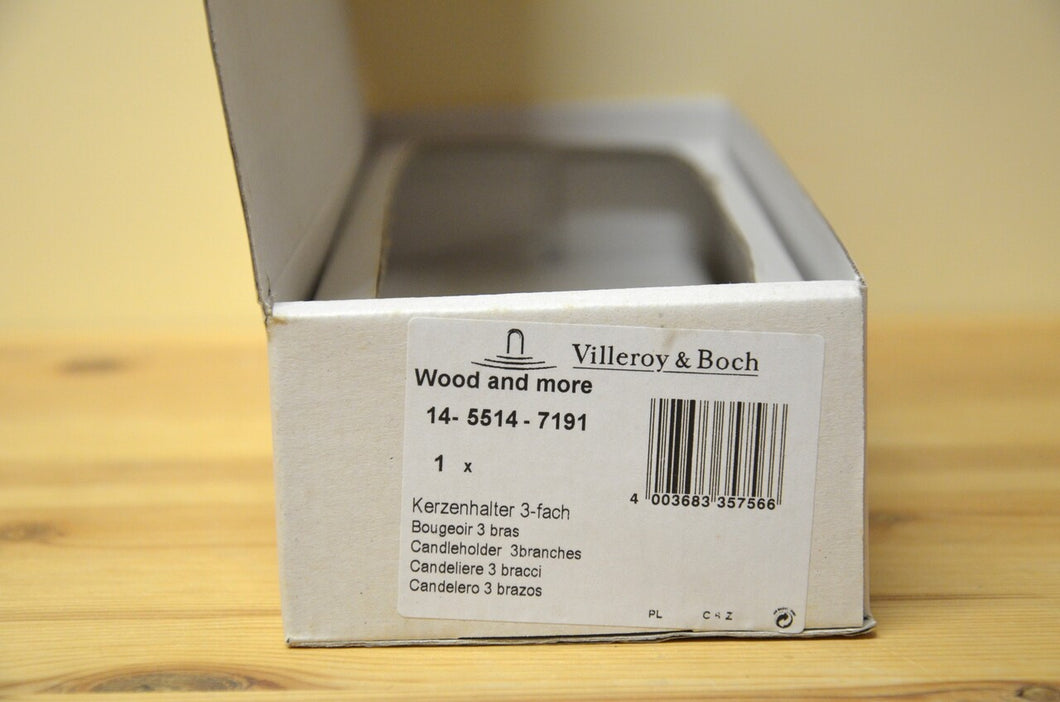 Villeroy & Boch
Wood and more
14- 5514 - 7191
1 x
4 003683 357566
Kerzenhalter 3-fach
Bougeoir 3 bras
Candleholder 3branches
Candeliere 3 bracci
Candelero 3 brazos
PL